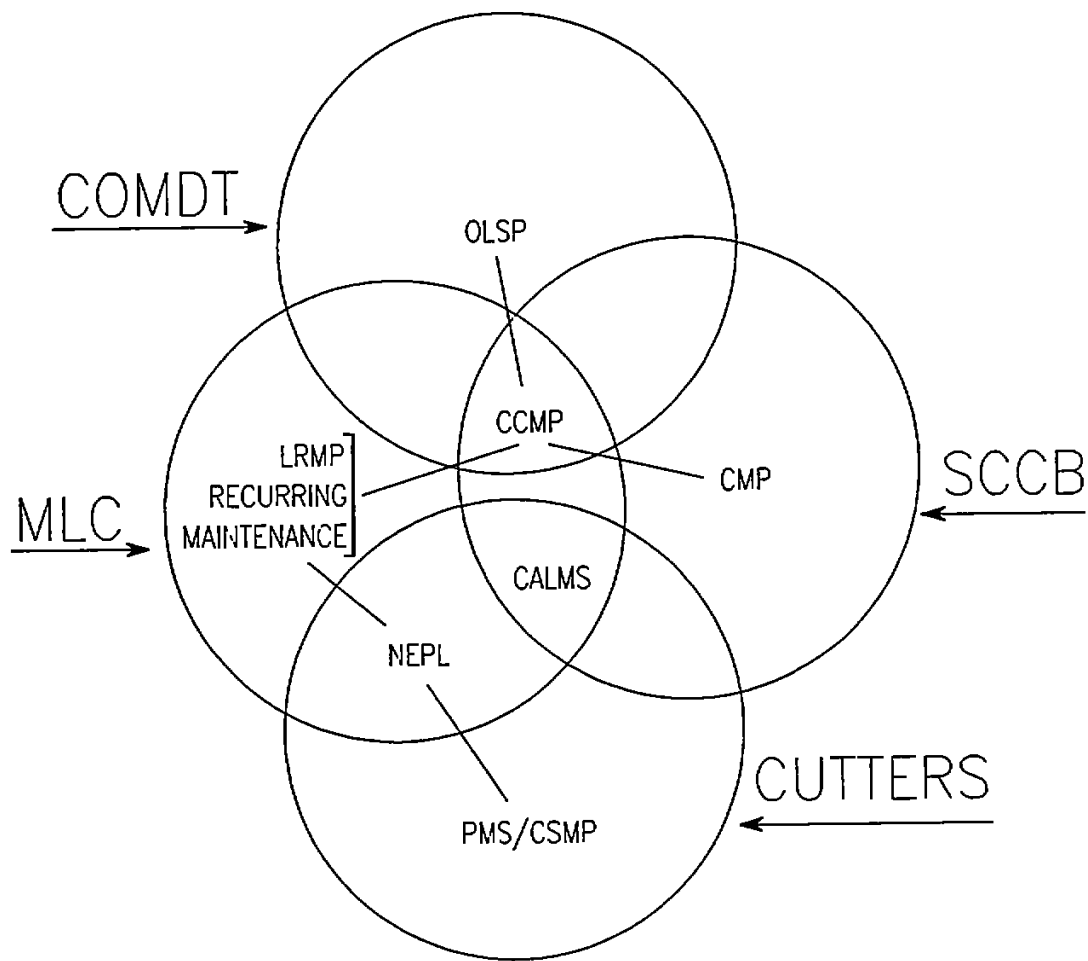 COMDT
OLSP
CCMP
LRMP
RECURRING
MAINTENANCE
CMP
SCCB
MLC
CALMS
NEPL
CUTTERS
PMS/CSMP